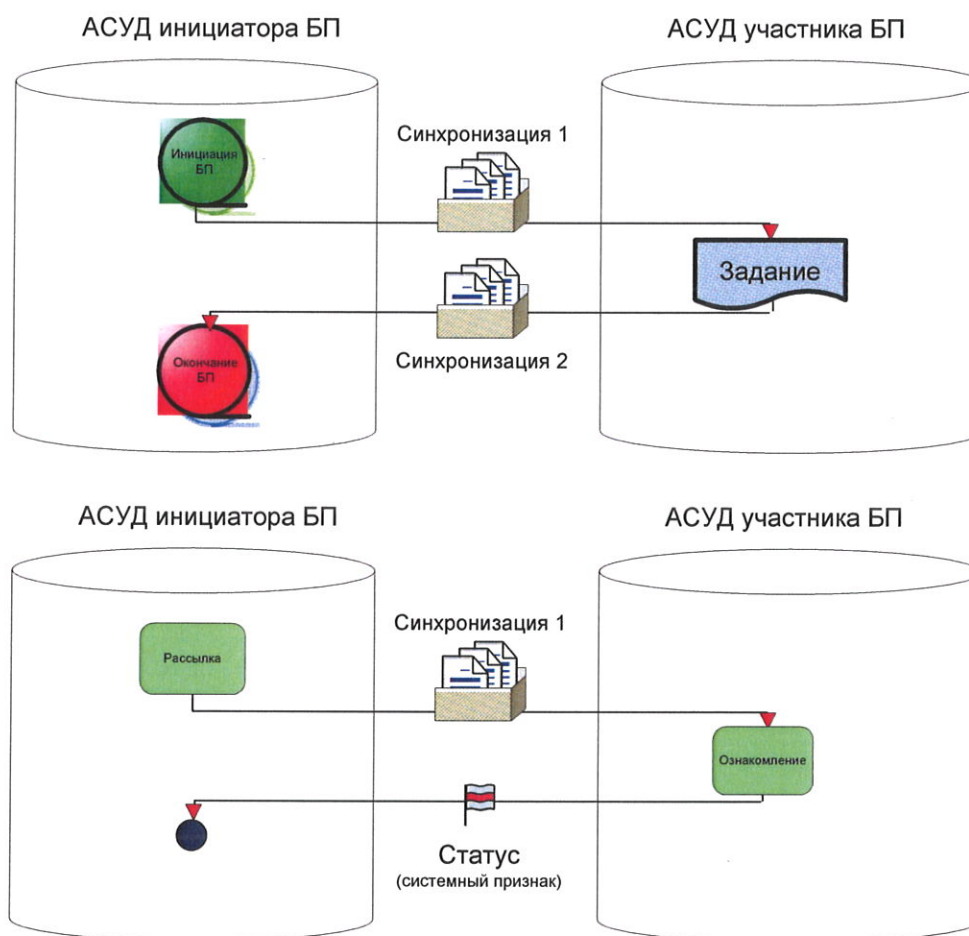 АСУД инициатора БП
АСУД участника БП
Инициация
БП
Синхронизация 1
Задание
Окончание
БП
Синхронизация 2
АСУД инициатора БП
АСУД участника БП
Рассылка
Синхронизация 1
Ознакомление
Статус
(системный признак)